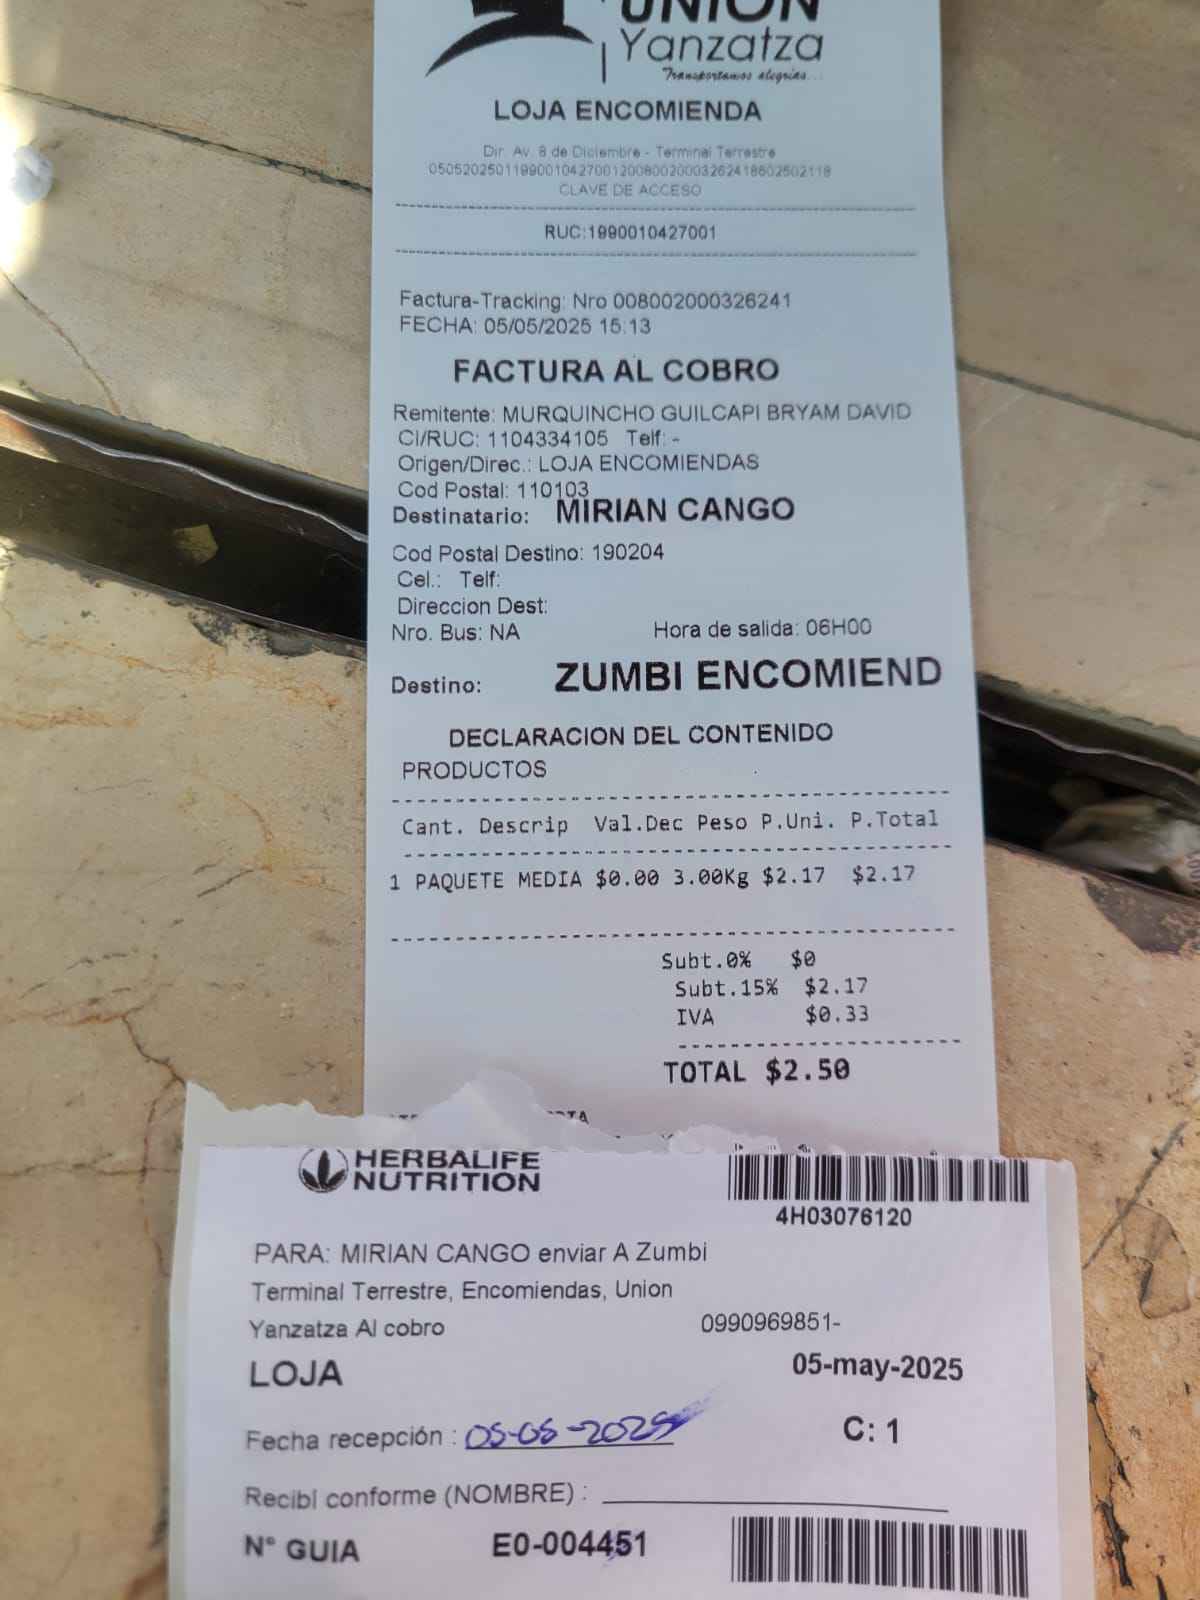 UNION
Yanzatza
Transportamos alegrias...
LOJA ENCOMIENDA
Dir. Av. 8 de Diciembre - Terminal Terrestre
0505202501199001042700120080020003262418602502118
CLAVE DE ACCESO
RUC:1990010427001
Factura-Tracking: Nro 008002000326241
FECHA: 05/05/2025 15:13
FACTURA AL COBRO
Remitente: MURQUINCHO GUILCAPI BRYAM DAVID
CI/RUC: 1104334105 Telf: -
Origen/Direc.: LOJA ENCOMIENDAS
Cod Postal: 110103
Destinatario: MIRIAN CANGO
Cod Postal Destino: 190204
Cel.: Telf:
Direccion Dest:
Nro. Bus: NA Hora de salida: 06H00
Destino: ZUMBI ENCOMIEND
DECLARACION DEL CONTENIDO
PRODUCTOS
Cant. Descrip Val.Dec Peso P.Uni. P.Total
1 PAQUETE MEDIA $0.00 3.00Kg $2.17 $2.17
Subt.0% $0
Subt.15% $2.17
IVA $0.33
TOTAL $2.50
HERBALIFE
NUTRITION
4H03076120
PARA: MIRIAN CANGO enviar A Zumbi
Terminal Terrestre, Encomiendas, Union
Yanzatza Al cobro 0990969851-
LOJA 05-may-2025
Fecha recepción : 05-05-2025 C: 1
Recibí conforme (NOMBRE) :
N° GUIA E0-004451